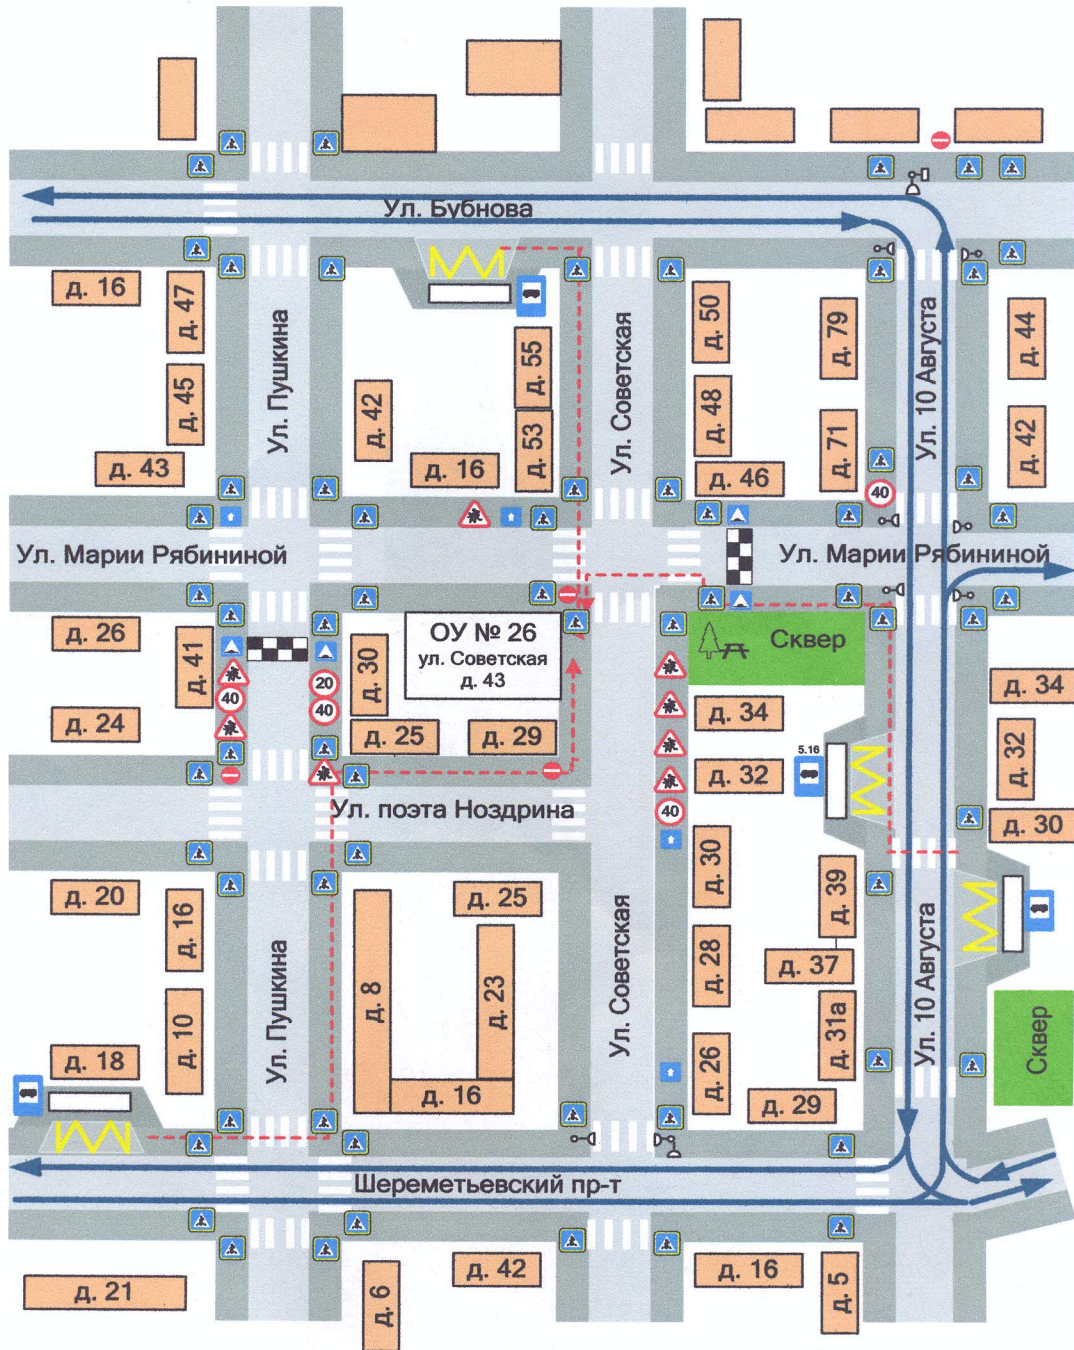 Ул. Бубнова
д. 16
д. 47
д. 45
д. 43
Ул. Пушкина
д. 42
д. 16
д. 55
д. 53
Ул. Советская
д. 50
д. 48
д. 46
д. 79
д. 71
40
Ул. 10 Августа
д. 44
д. 42
Ул. Марии Рябининой
Ул. Марии Рябининой
д. 26
д. 41
д. 24
40
20
40
д. 30
д. 25
ОУ № 26
ул. Советская
д. 43
д. 29
Сквер
д. 34
д. 32
5.16
40
д. 34
д. 32
д. 30
Ул. поэта Ноздрина
д. 20
д. 16
д. 10
д. 18
Ул. Пушкина
д. 8
д. 25
д. 23
д. 16
Ул. Советская
д. 30
д. 28
д. 26
д. 39
д. 37
д. 31а
д. 29
Ул. 10 Августа
Сквер
Шереметьевский пр-т
д. 21
д. 6
д. 42
д. 16
д. 5